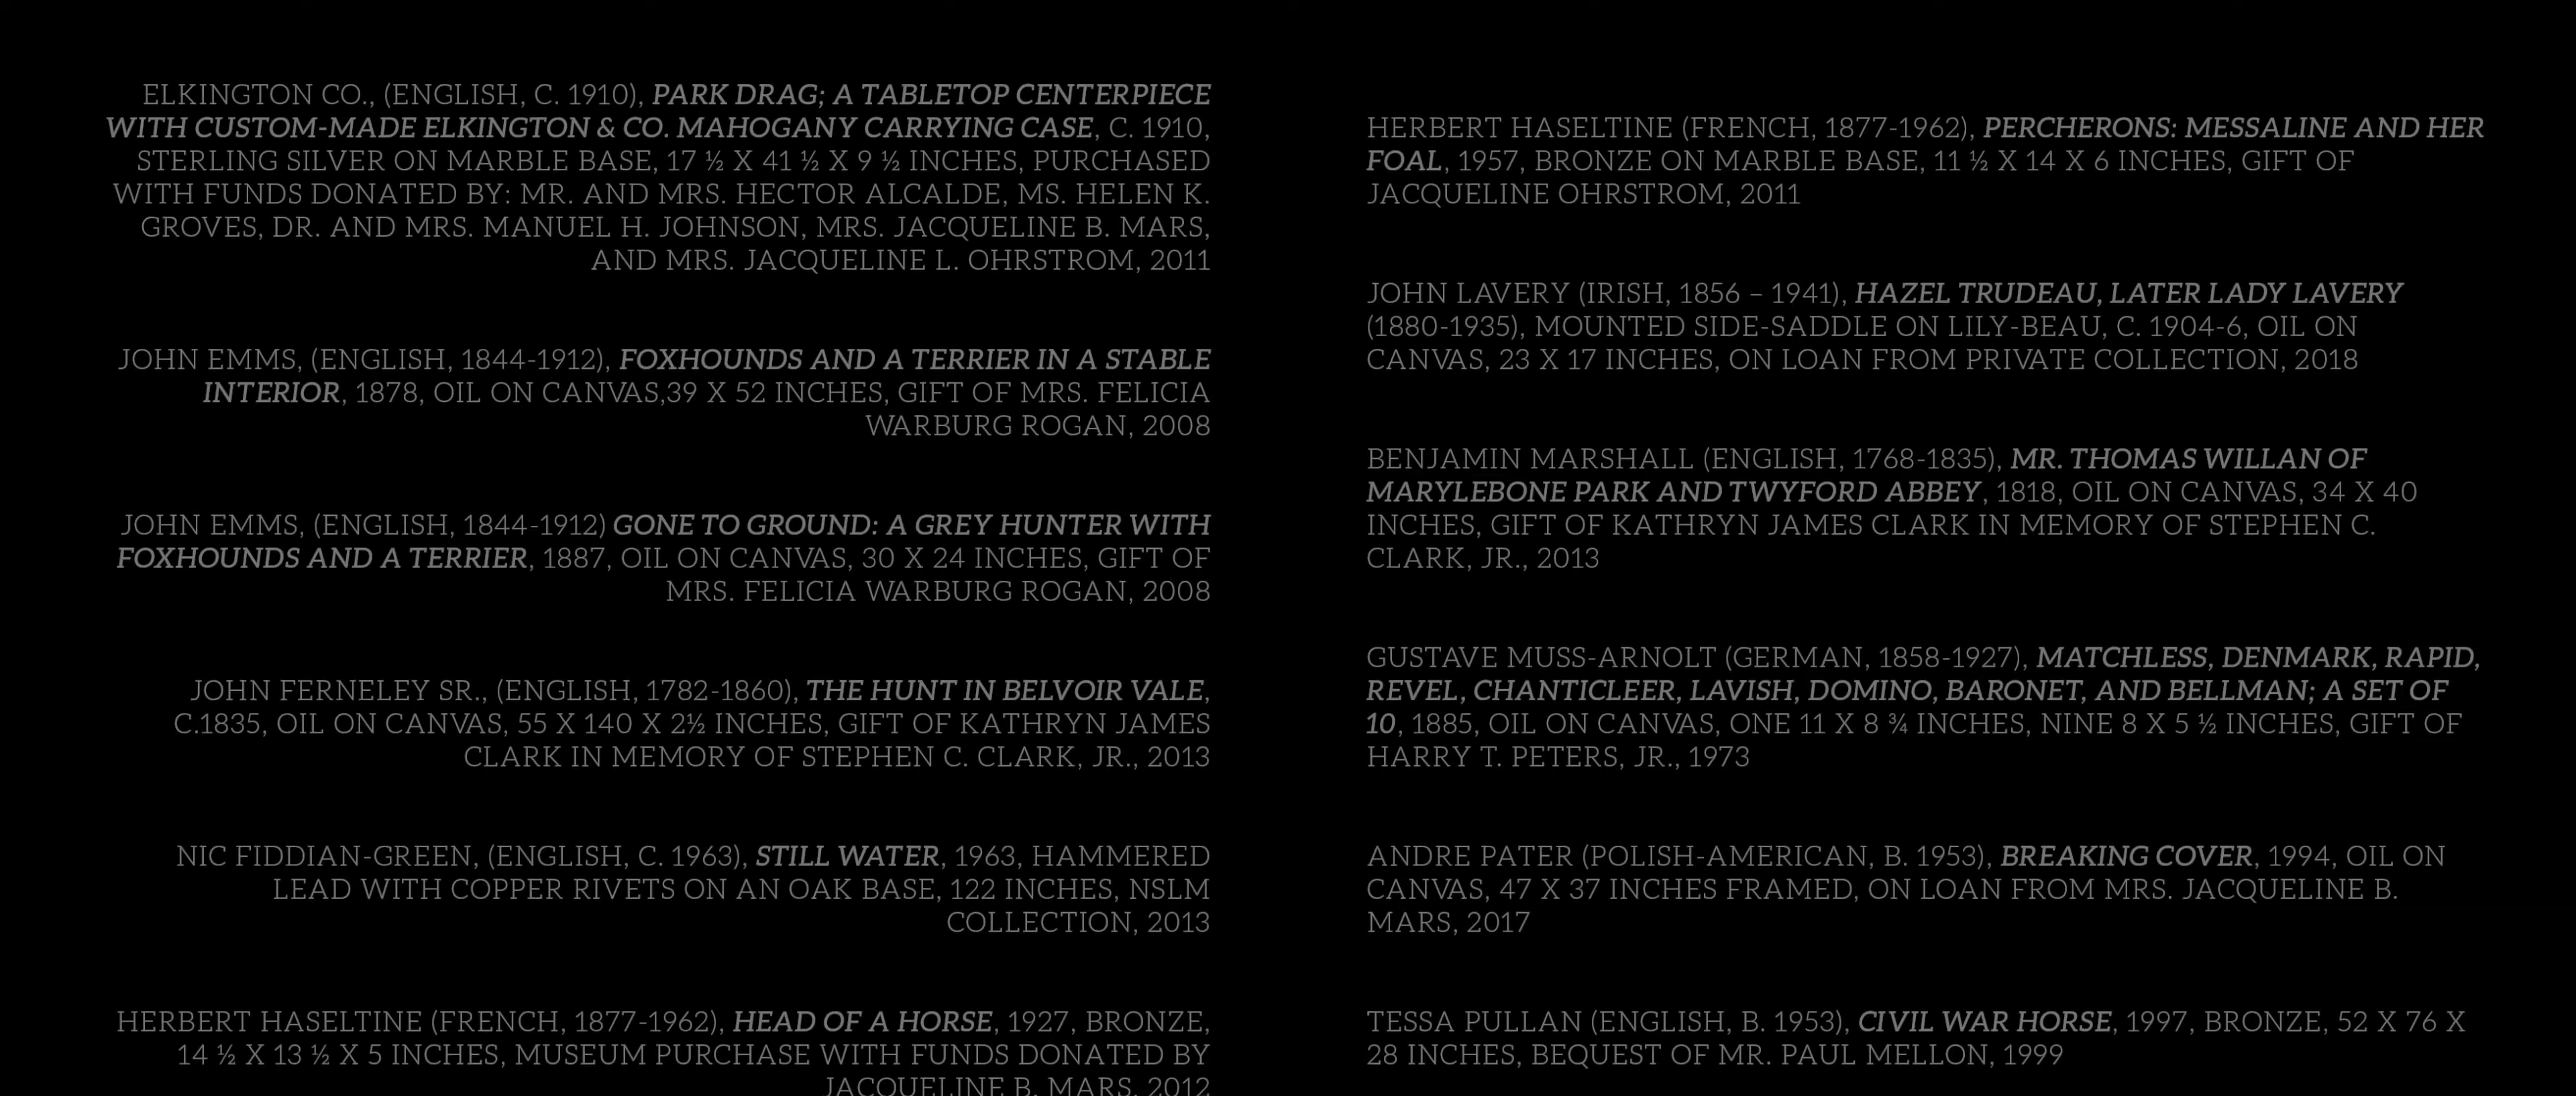 ELKINGTON CO., (ENGLISH, C. 1910), PARK DRAG; A TABLETOP CENTERPIECE
WITH CUSTOM-MADE ELKINGTON & CO. MAHOGANY CARRYING CASE, C. 1910,
STERLING SILVER ON MARBLE BASE, 17 ½ X 41 ½ X 9 ½ INCHES, PURCHASED
WITH FUNDS DONATED BY: MR. AND MRS. HECTOR ALCALDE, MS. HELEN K.
GROVES, DR. AND MRS. MANUEL H. JOHNSON, MRS. JACQUELINE B. MARS,
AND MRS. JACQUELINE L. OHRSTROM, 2011
JOHN EMMS, (ENGLISH, 1844-1912), FOXHOUNDS AND A TERRIER IN A STABLE
INTERIOR, 1878, OIL ON CANVAS,39 X 52 INCHES, GIFT OF MRS. FELICIA
WARBURG ROGAN, 2008
JOHN EMMS, (ENGLISH, 1844-1912) GONE TO GROUND: A GREY HUNTER WITH
FOXHOUNDS AND A TERRIER, 1887, OIL ON CANVAS, 30 X 24 INCHES, GIFT OF
MRS. FELICIA WARBURG ROGAN, 2008
JOHN FERNELEY SR., (ENGLISH, 1782-1860), THE HUNT IN BELVOIR VALE,
C.1835, OIL ON CANVAS, 55 X 140 X 2½ INCHES, GIFT OF KATHRYN JAMES
CLARK IN MEMORY OF STEPHEN C. CLARK, JR., 2013
NIC FIDDIAN-GREEN, (ENGLISH, C. 1963), STILL WATER, 1963, HAMMERED
LEAD WITH COPPER RIVETS ON AN OAK BASE, 122 INCHES, NSLM
COLLECTION, 2013
HERBERT HASELTINE (FRENCH, 1877-1962), HEAD OF A HORSE, 1927, BRONZE,
14 ½ X 13 ½ X 5 INCHES, MUSEUM PURCHASE WITH FUNDS DONATED BY
JACQUELINE B. MARS, 2012
HERBERT HASELTINE (FRENCH, 1877-1962), PERCHERONS: MESSALINE AND HER
FOAL, 1957, BRONZE ON MARBLE BASE, 11 ½ X 14 X 6 INCHES, GIFT OF
JACQUELINE OHRSTROM, 2011
JOHN LAVERY (IRISH, 1856 – 1941), HAZEL TRUDEAU, LATER LADY LAVERY
(1880-1935), MOUNTED SIDE-SADDLE ON LILY-BEAU, C. 1904-6, OIL ON
CANVAS, 23 X 17 INCHES, ON LOAN FROM PRIVATE COLLECTION, 2018
BENJAMIN MARSHALL (ENGLISH, 1768-1835), MR. THOMAS WILLAN OF
MARYLEBONE PARK AND TWYFORD ABBEY, 1818, OIL ON CANVAS, 34 X 40
INCHES, GIFT OF KATHRYN JAMES CLARK IN MEMORY OF STEPHEN C.
CLARK, JR., 2013
GUSTAVE MUSS-ARNOLT (GERMAN, 1858-1927), MATCHLESS, DENMARK, RAPID,
REVEL, CHANTICLEER, LAVISH, DOMINO, BARONET, AND BELLMAN; A SET OF
10, 1885, OIL ON CANVAS, ONE 11 X 8 ¾ INCHES, NINE 8 X 5 ½ INCHES, GIFT OF
HARRY T. PETERS, JR., 1973
ANDRE PATER (POLISH-AMERICAN, B. 1953), BREAKING COVER, 1994, OIL ON
CANVAS, 47 X 37 INCHES FRAMED, ON LOAN FROM MRS. JACQUELINE B.
MARS, 2017
TESSA PULLAN (ENGLISH, B. 1953), CIVIL WAR HORSE, 1997, BRONZE, 52 X 76 X
28 INCHES, BEQUEST OF MR. PAUL MELLON, 1999